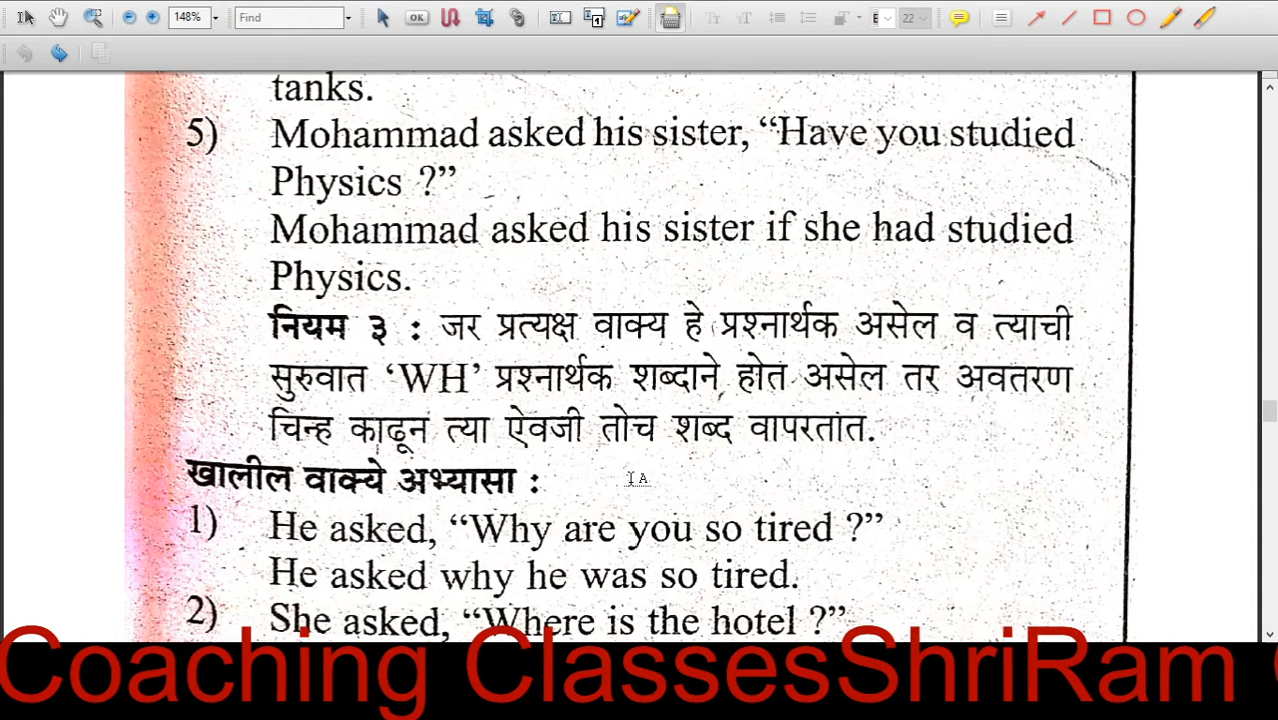 148%
Find
22
tanks.
5) Mohammad asked his sister, “Have you studied
Physics ?”
Mohammad asked his sister if she had studied
Physics.
नियम ३ : जर प्रत्यक्ष वाक्य हे प्रश्नार्थक असेल व त्याची
सुरुवात ‘WH’ प्रश्नार्थक शब्दाने होत असेल तर अवतरण
चिन्ह काढून त्या ऐवजी तोच शब्द वापरतांत.
खालील वाक्ये अभ्यासा :
1) He asked, “Why are you so tired ?”
He asked why he was so tired.
2) She asked, “Where is the hotel ?”
Coaching ClassesShriRam